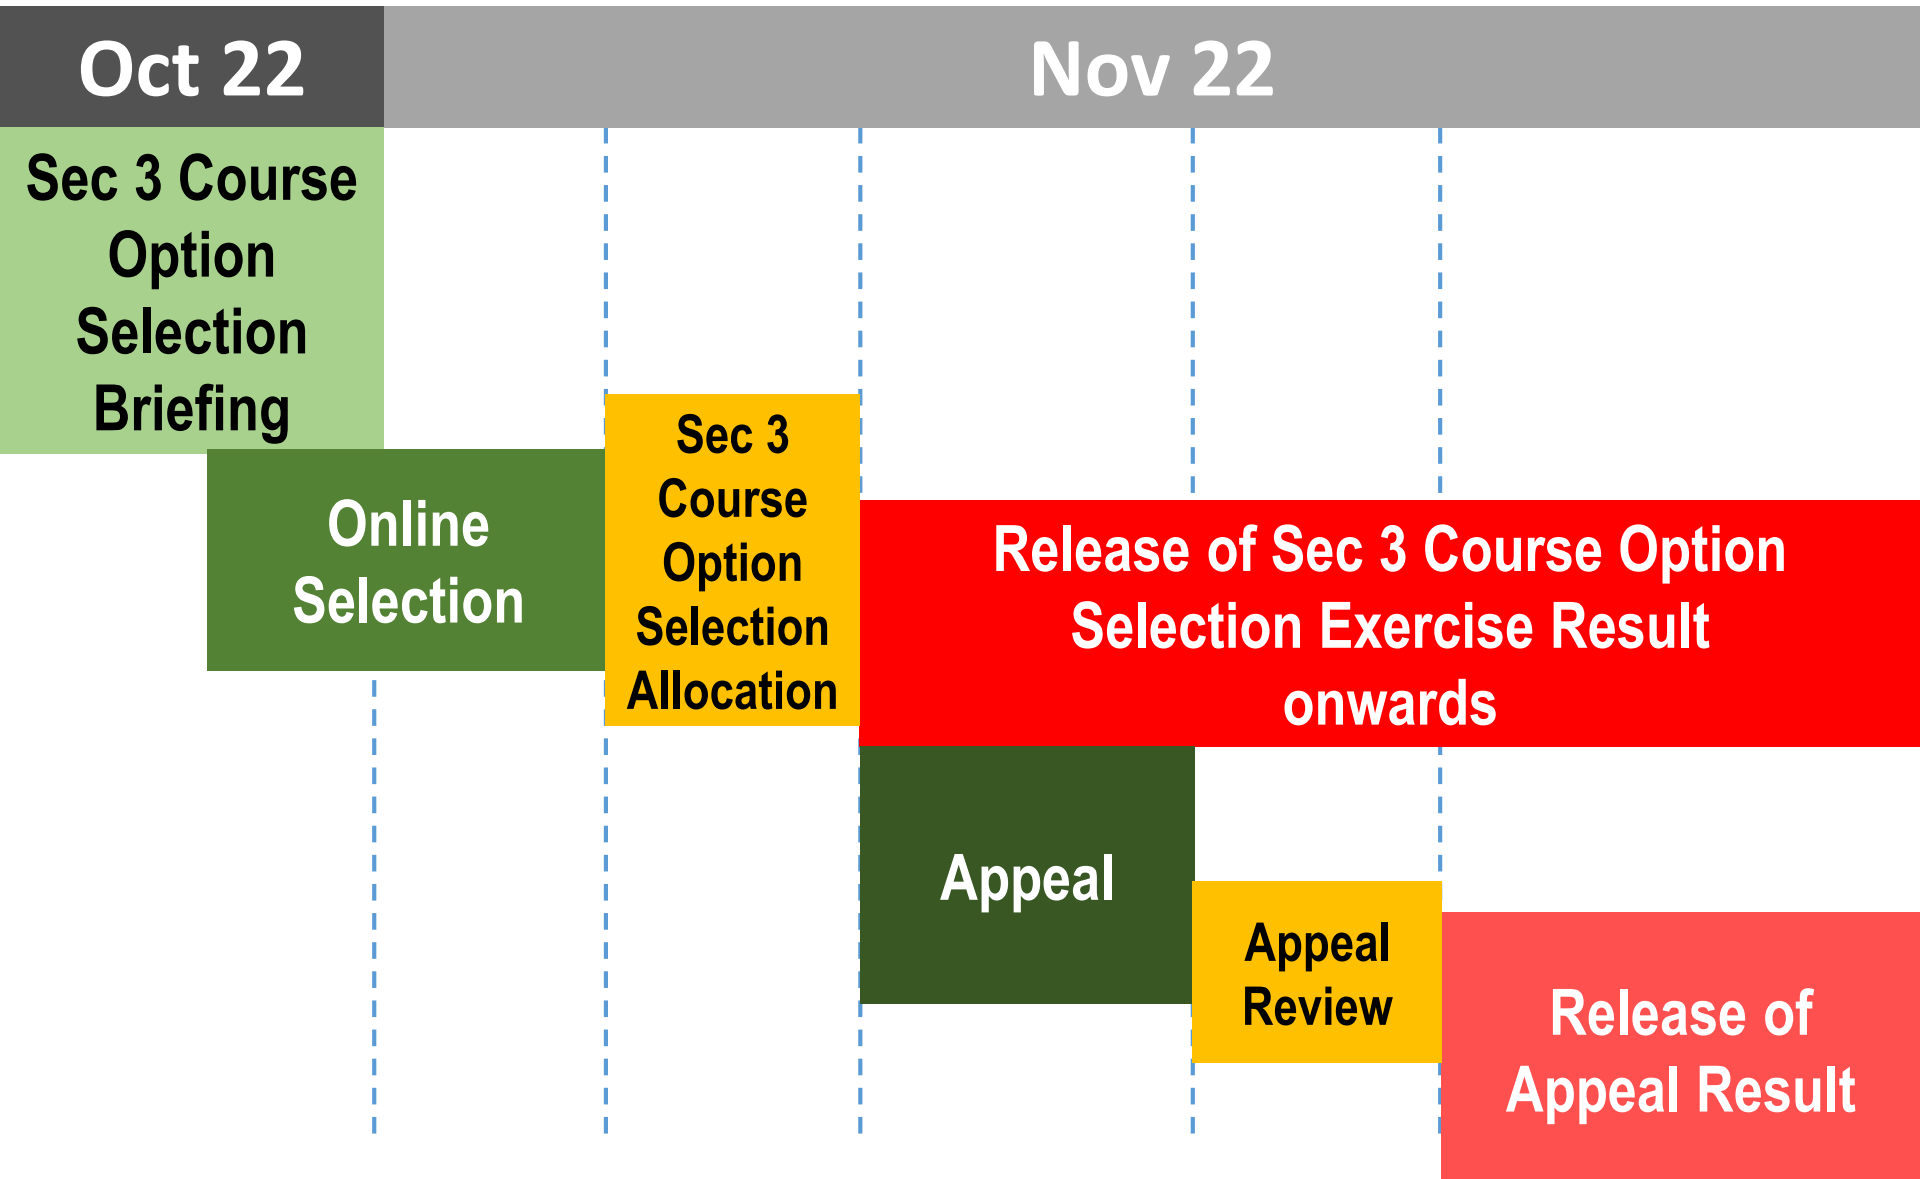 Oct 22
Nov 22
Sec 3 Course
Option
Selection
Briefing
Online
Selection
Sec 3
Course
Option
Selection
Allocation
Release of Sec 3 Course Option
Selection Exercise Result
onwards
Appeal
Appeal
Review
Release of
Appeal Result